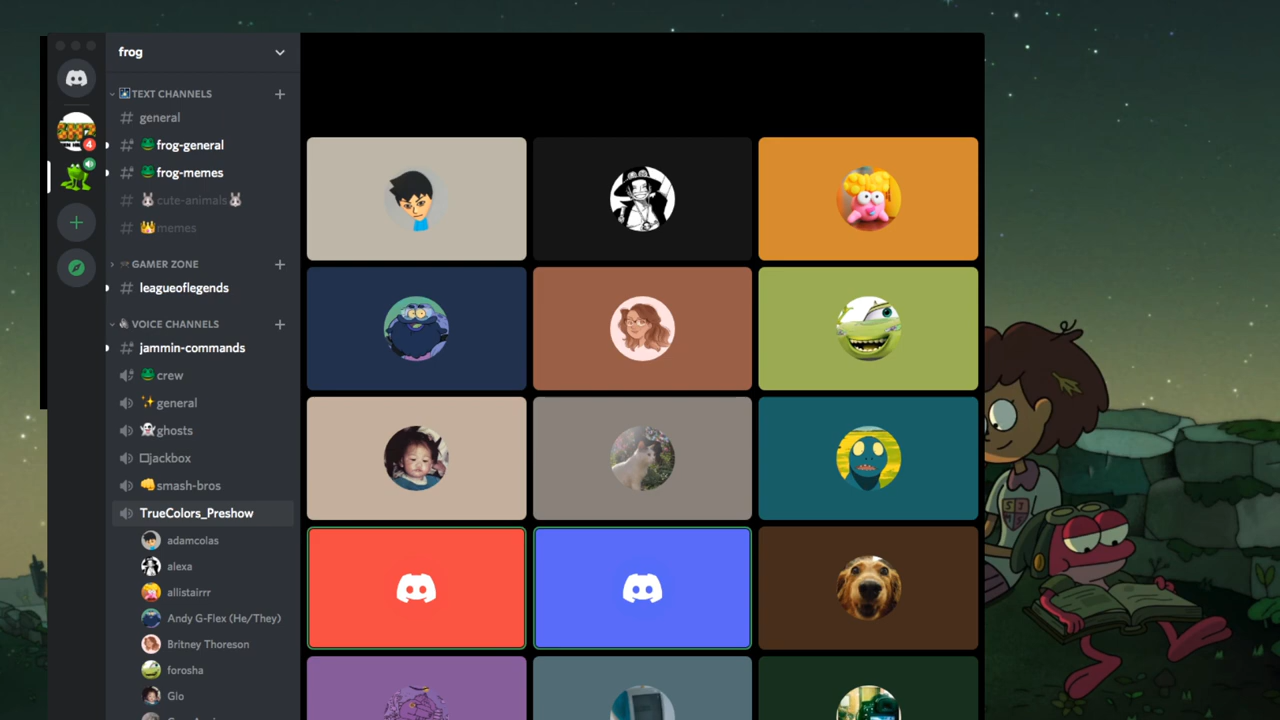 frog
TEXT CHANNELS
general
frog-general
frog-memes
cute-animals
memes
GAMER ZONE
leagueoflegends
VOICE CHANNELS
jammin-commands
crew
general
ghosts
jackbox
smash-bros
TrueColors_Preshow
adamcolas
alexa
allistairrr
Andy G-Flex (He/They)
Britney Thoreson
forosha
Glo
4